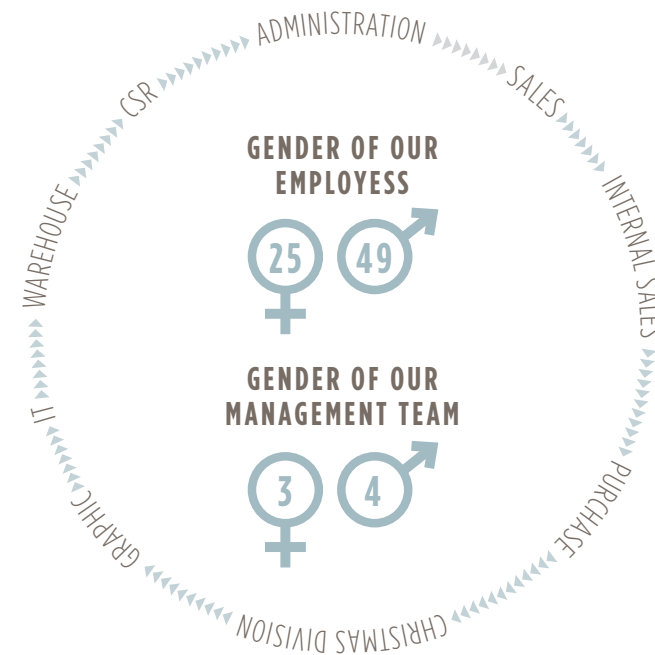 ADMINISTRATION
SALES
INTERNAL SALES
PURCHASE
CHRISTMAS DIVISION
GRAPHIC
IT
WAREHOUSE
CSR
GENDER OF OUR
EMPLOYESS
25 49
GENDER OF OUR
MANAGEMENT TEAM
3 4